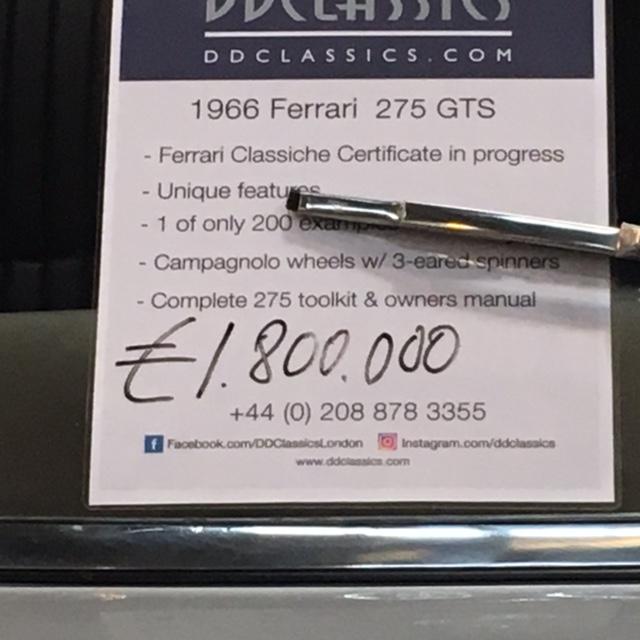 DDCLASSICS
DDCLASSICS.COM
1966 Ferrari 275 GTS
- Ferrari Classiche Certificate in progress
- Unique features
- 1 of only 200 examples
- Campagnolo wheels w/ 3-eared spinners
- Complete 275 toolkit & owners manual
€1.800.000
+44 (0) 208 878 3355
f Facebook.com/DDClassicsLondon Instagram.com/ddclassics
www.ddclassics.com